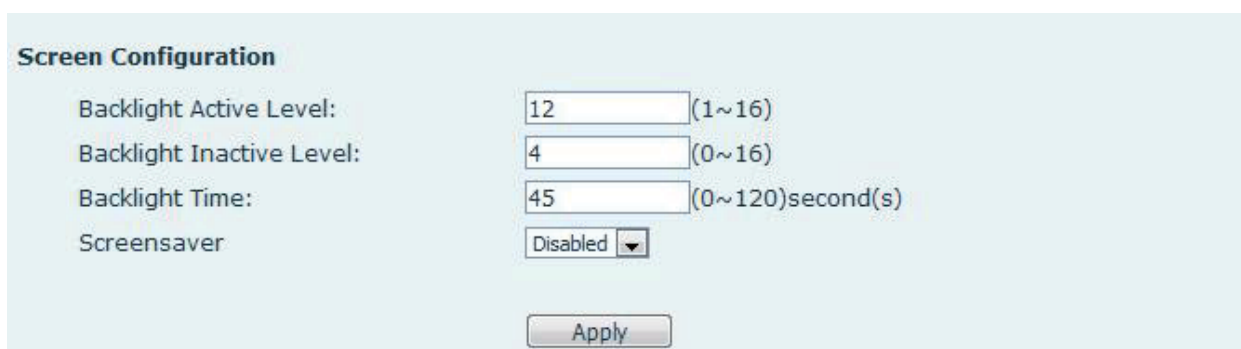 Screen Configuration
Backlight Active Level: 12 (1~16)
Backlight Inactive Level: 4 (0~16)
Backlight Time: 45 (0~120)second(s)
Screensaver Disabled
Apply